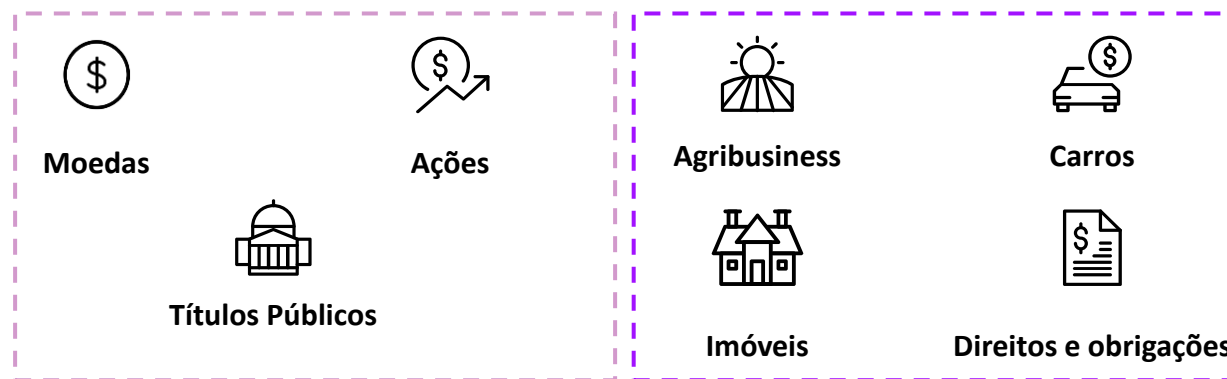 $
$
Moedas
Ações
Títulos Públicos
$
Agribusiness
Carros
$
Imóveis
Direitos e obrigações